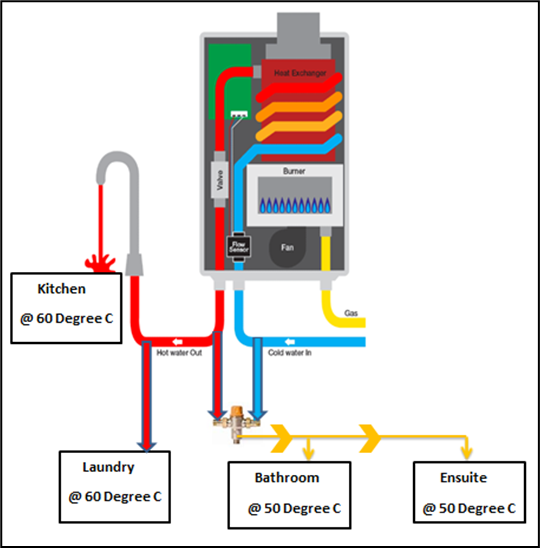 Heat Exchanger
Valve
Burner
Flow
Sensor
Fan
Kitchen
@ 60 Degree C
Gas
Hot water Out
Cold water In
Laundry
@ 60 Degree C
Bathroom
@ 50 Degree C
Ensuite
@ 50 Degree C